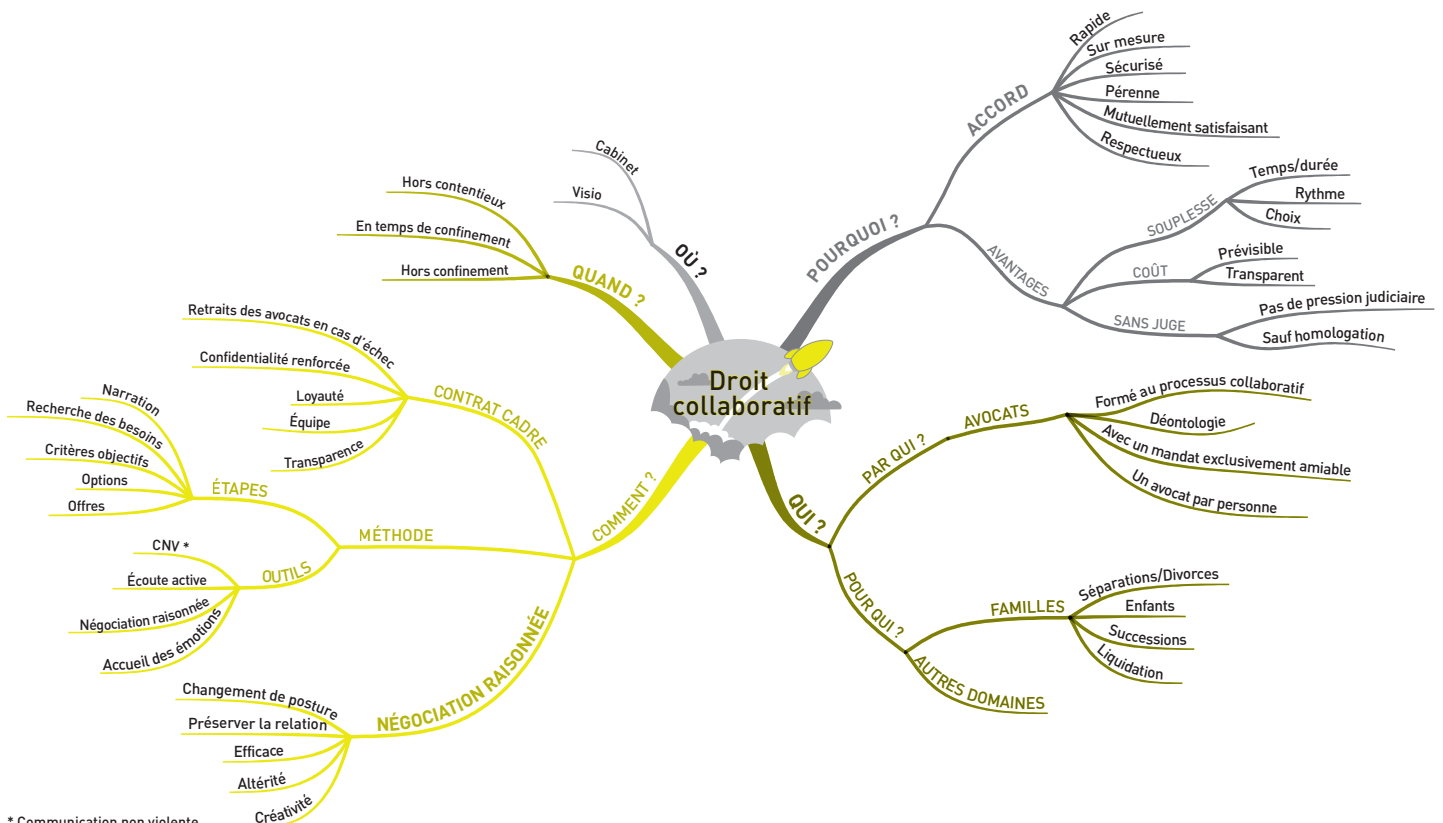 Droit
collaboratif
POURQUOI ?
ACCORD
Rapide
Sur mesure
Sécurisé
Pérenne
Mutuellement satisfaisant
Respectueux
AVANTAGES
SOUPLESSE
Temps/durée
Rythme
Choix
COÛT
Prévisible
Transparent
SANS JUGE
Pas de pression judiciaire
Sauf homologation
QUI ?
PAR QUI ?
AVOCATS
Formé au processus collaboratif
Déontologie
Avec un mandat exclusivement amiable
Un avocat par personne
POUR QUI ?
FAMILLES
Séparations/Divorces
Enfants
Successions
Liquidation
AUTRES DOMAINES
COMMENT ?
CONTRAT CADRE
Retraits des avocats en cas d'échec
Confidentialité renforcée
Loyauté
Équipe
Transparence
MÉTHODE
ÉTAPES
Narration
Recherche des besoins
Critères objectifs
Options
Offres
OUTILS
CNV *
Écoute active
Négociation raisonnée
Accueil des émotions
NÉGOCIATION RAISONNÉE
Changement de posture
Préserver la relation
Efficace
Altérité
Créativité
QUAND ?
Hors contentieux
En temps de confinement
Hors confinement
OÙ ?
Cabinet
Visio
* Communication non violente